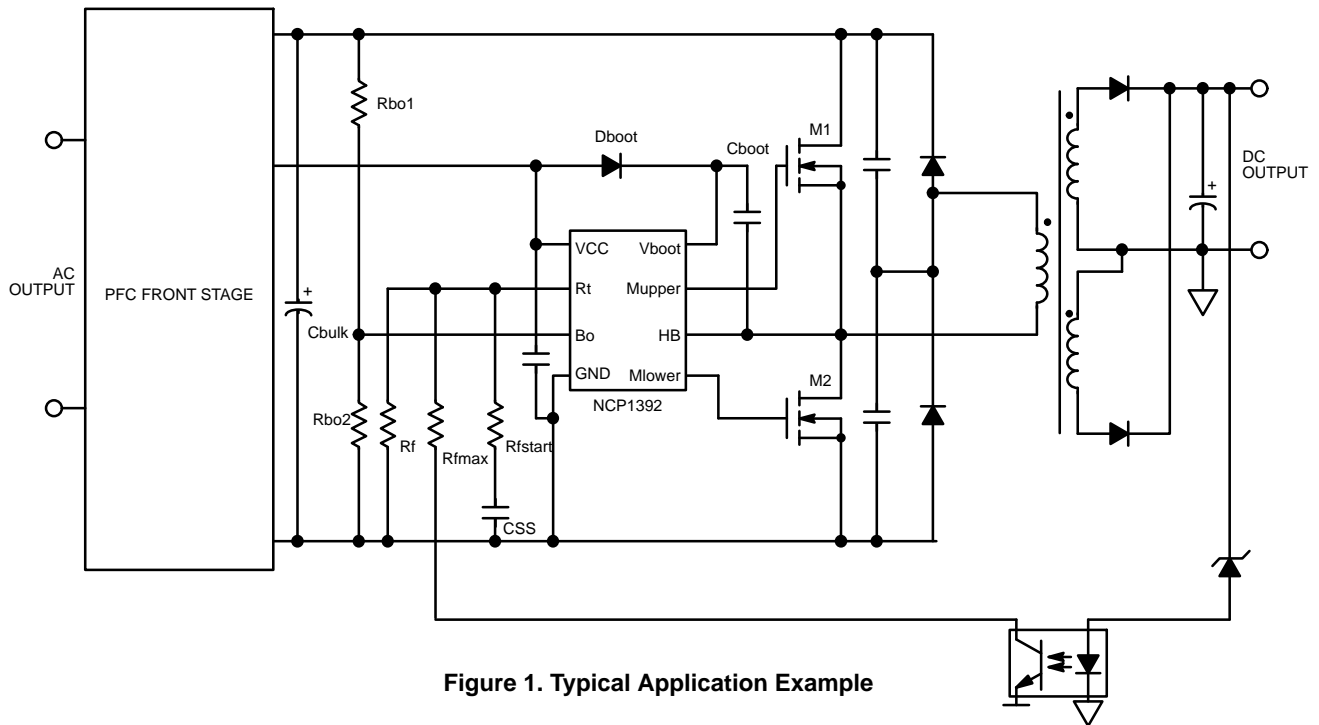 Rbo1
M1
Dboot
Cboot
DC
OUTPUT
+
+
VCC
Vboot
AC
OUTPUT
PFC FRONT STAGE
Rt
Mupper
Cbulk
Bo
HB
GND
Mlower
M2
NCP1392
Rbo2
Rf
Rfmax
Rfstart
CSS
Figure 1. Typical Application Example